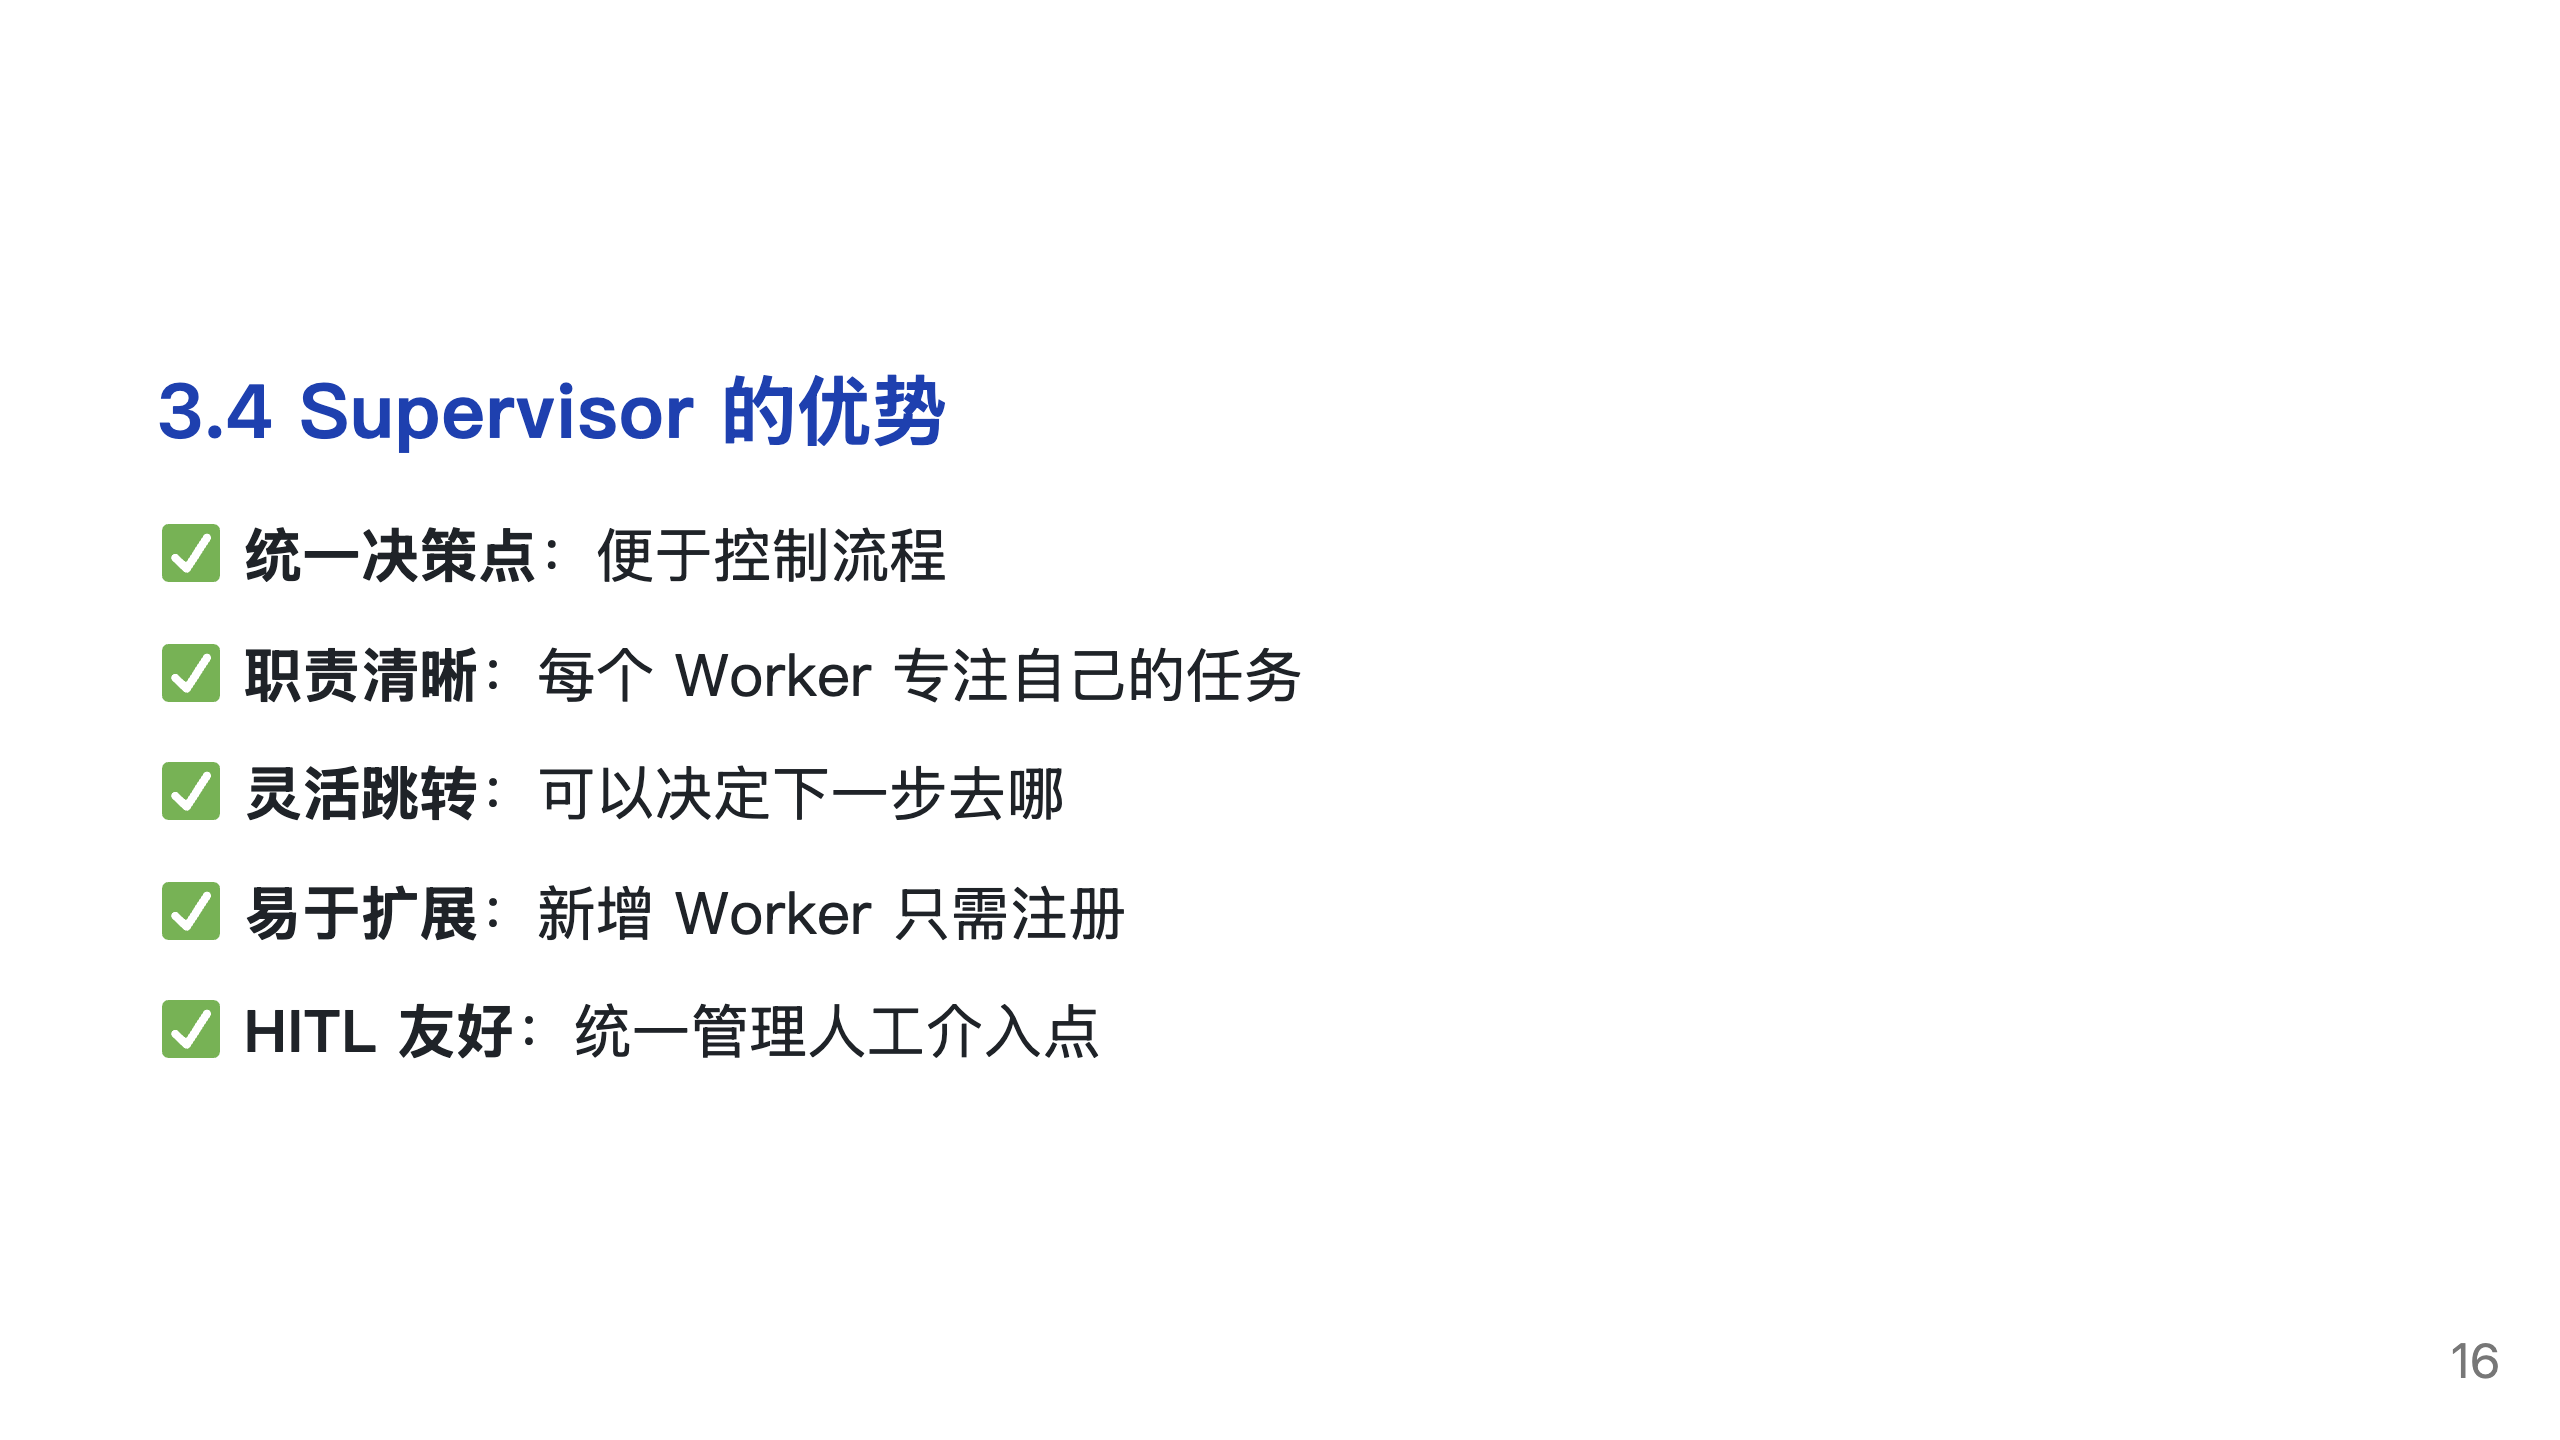 3.4 Supervisor 的优势
✅ 统一决策点：便于控制流程
✅ 职责清晰：每个 Worker 专注自己的任务
✅ 灵活跳转：可以决定下一步去哪
✅ 易于扩展：新增 Worker 只需注册
✅ HITL 友好：统一管理人工介入点
16